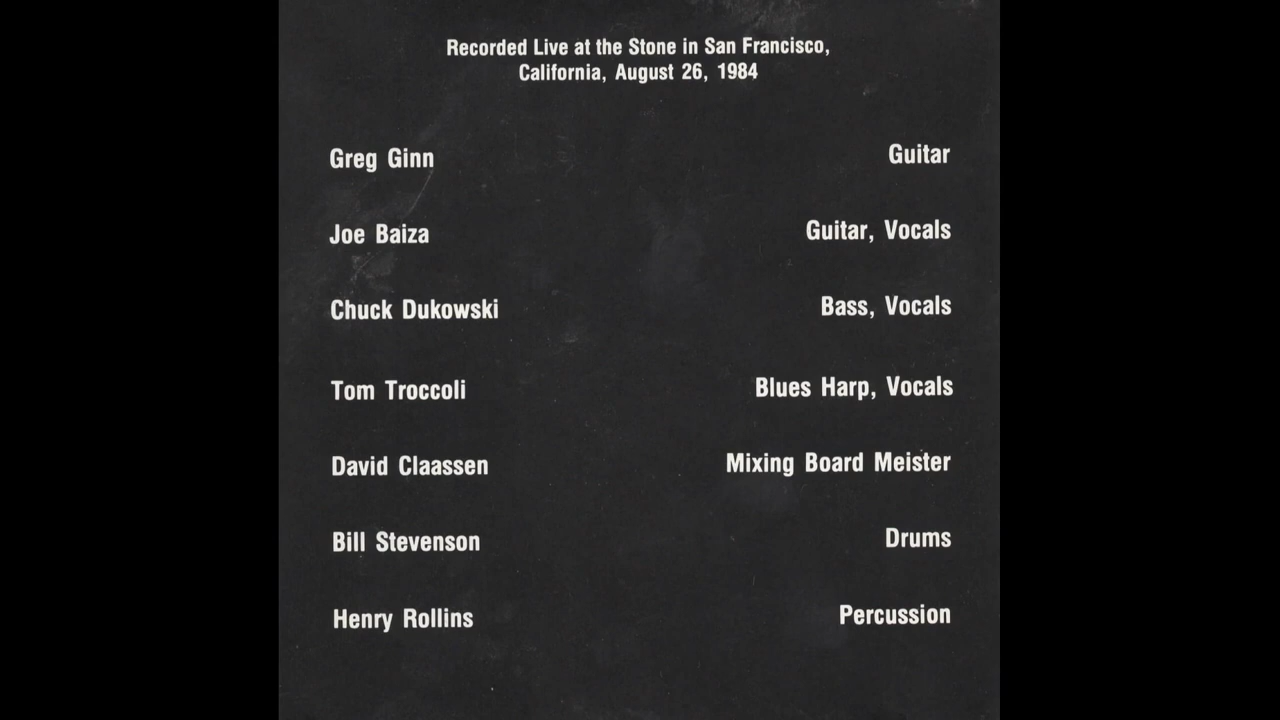 Recorded Live at the Stone in San Francisco,
California, August 26, 1984
Greg Ginn Guitar
Joe Baiza Guitar, Vocals
Chuck Dukowski Bass, Vocals
Tom Troccoli Blues Harp, Vocals
David Claassen Mixing Board Meister
Bill Stevenson Drums
Henry Rollins Percussion